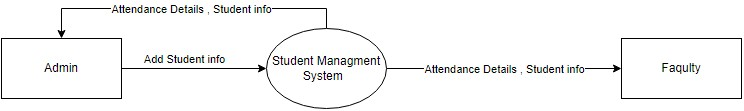 Attendance Details , Student info
Admin
Add Student info
Student Managment
System
Attendance Details , Student info
Faqulty